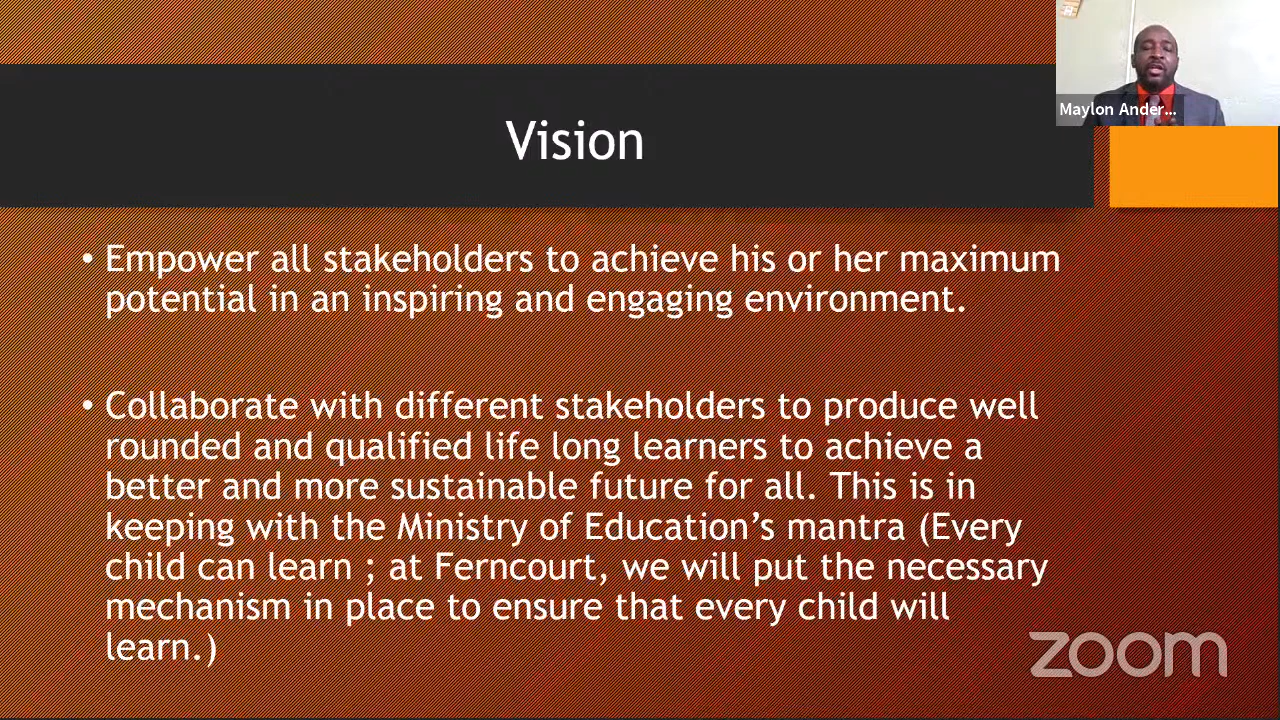 Maylon Ander...
Vision
• Empower all stakeholders to achieve his or her maximum
potential in an inspiring and engaging environment.
• Collaborate with different stakeholders to produce well
rounded and qualified life long learners to achieve a
better and more sustainable future for all. This is in
keeping with the Ministry of Education’s mantra (Every
child can learn ; at Ferncourt, we will put the necessary
mechanism in place to ensure that every child will
learn.)
zoom